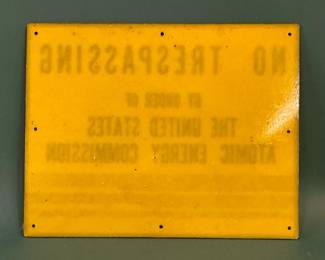 NO TRESPASSING
BY ORDER OF
THE UNITED STATES
ATOMIC ENERGY COMMISSION